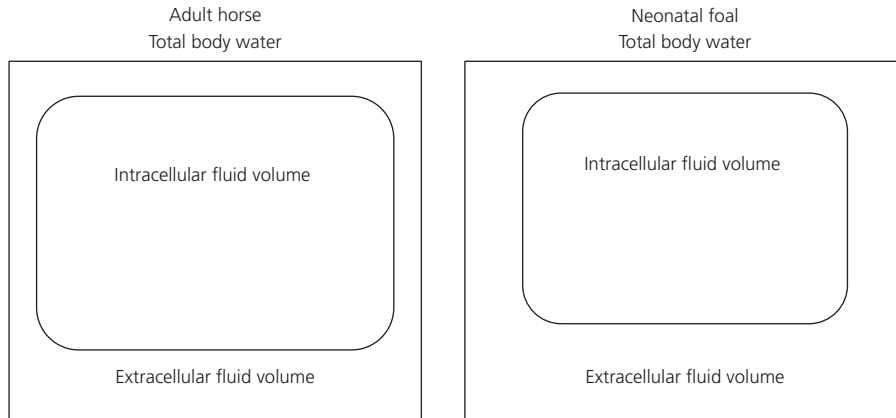 Adult horse
Total body water
Intracellular fluid volume
Extracellular fluid volume
Neonatal foal
Total body water
Intracellular fluid volume
Extracellular fluid volume